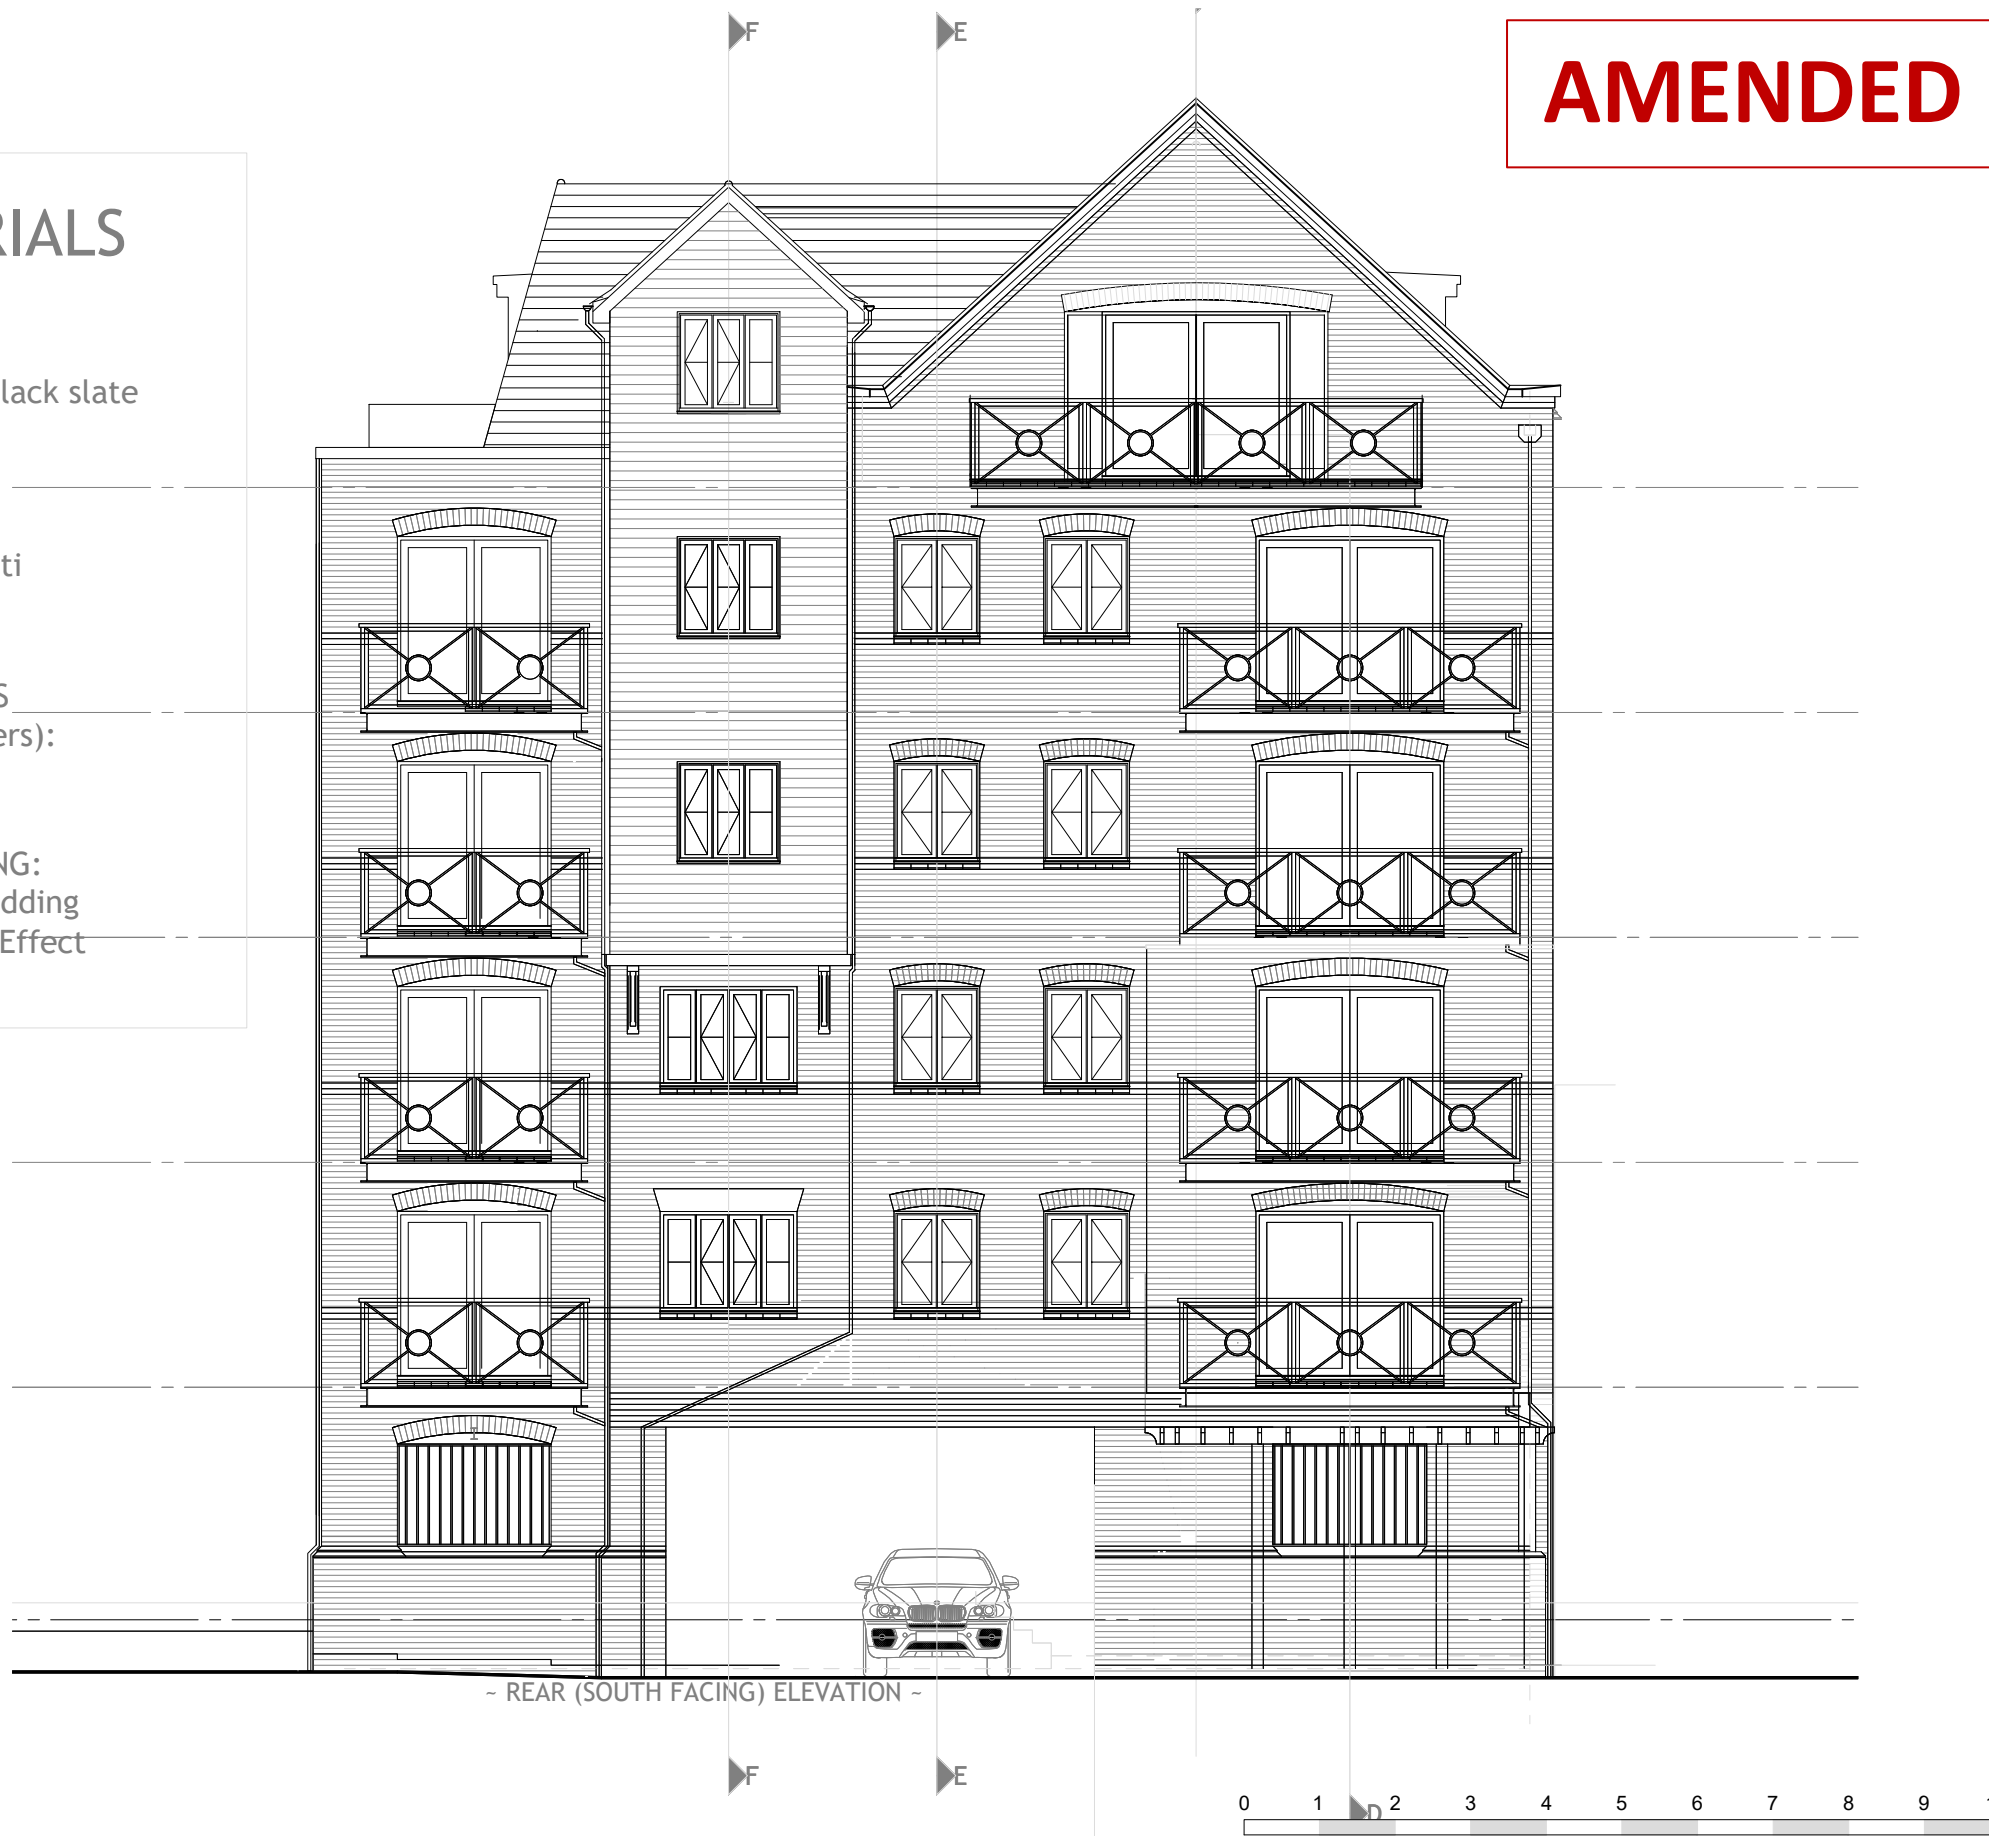 F
E
AMENDED
RIALS
lack slate
ti
S
ers):
NG:
dding
Effect
~ REAR (SOUTH FACING) ELEVATION ~
F
E
D
0 1 2 3 4 5 6 7 8 9